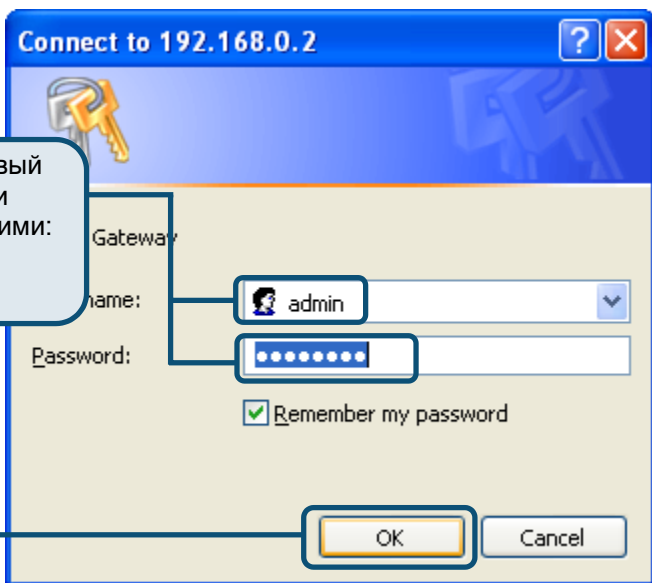 Connect to 192.168.0.2
вый
и
ими:
Gateway
name:
admin
Password:
Remember my password
OK
Cancel